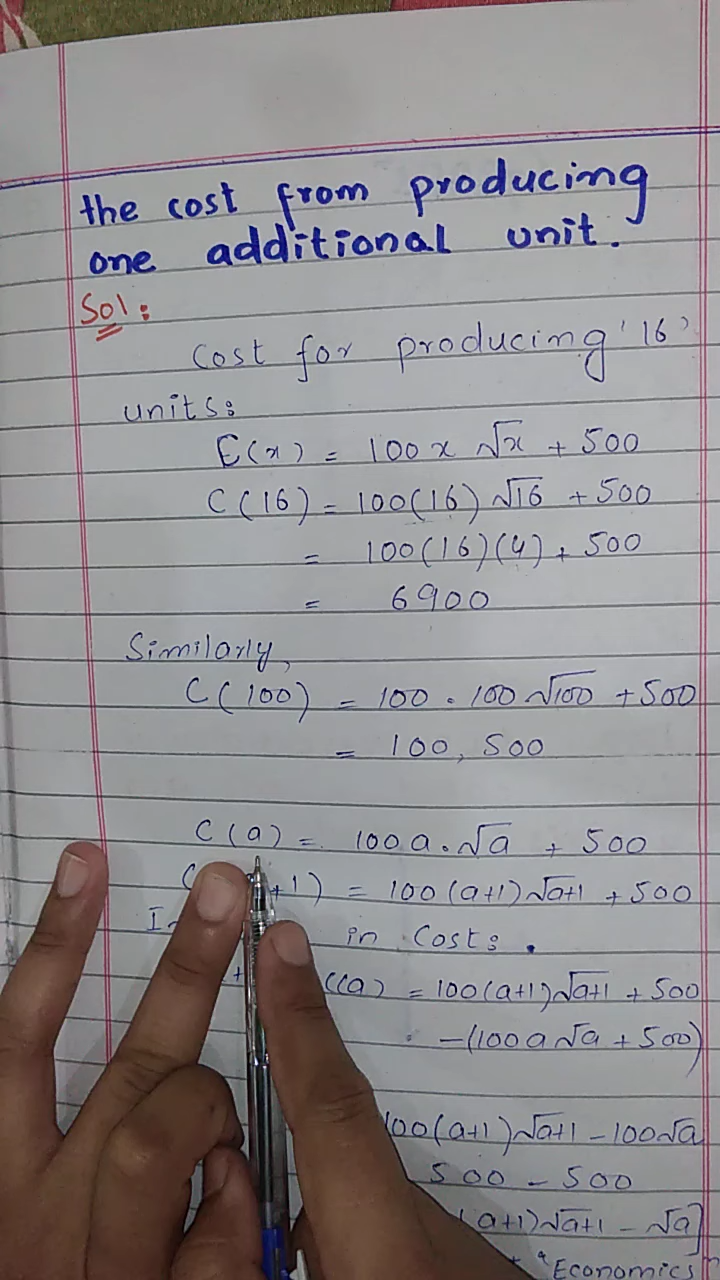 the cost from producing
one additional unit.
Sol:
Cost for producing '16'
units:
C(x) = 100x √x + 500
C(16) = 100(16) √16 + 500
= 100(16)(4) + 500
= 6900
Similarly,
C(100) = 100 . 100 √100 + 500
= 100, 500
C(a) = 100a.√a + 500
+1) = 100(a+1)√a+1 + 500
in Cost:
+ C(a) = 100(a+1)√a+1 + 500
-(100a√a + 500)
100(a+1)√a+1 - 100√a
500 - 500
(a+1)√a+1 - √a]
"Economics"